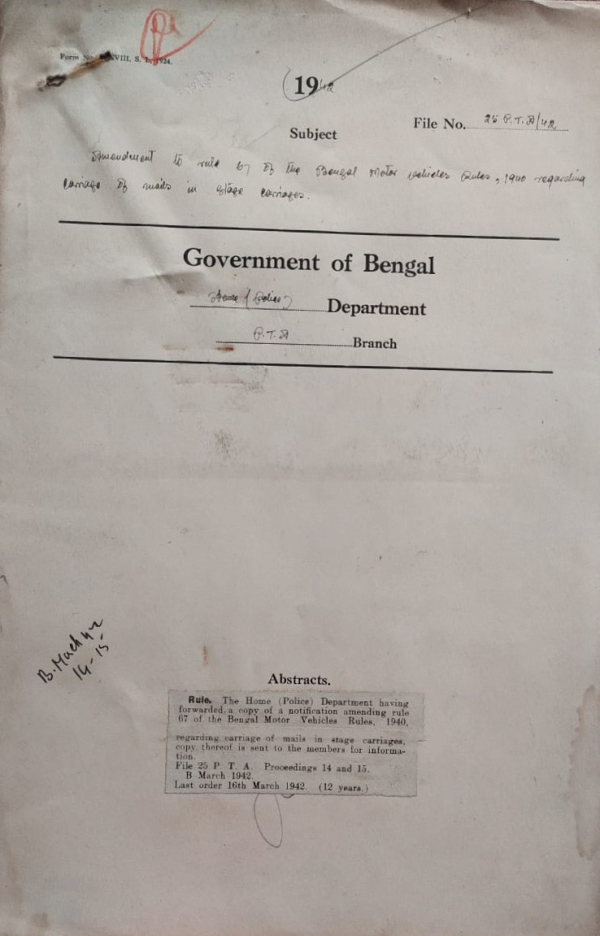 Form No. XVIII. S. L. 1924.
1942
File No. 25 P.T.A/42
Subject
Amendment to rule 67 of the Bengal Motor Vehicles Rules, 1940 regarding
carriage of mails in stage carriages.
Government of Bengal
Home (Police) Department
P.T.A Branch
B. March 42
14-15
Abstracts.
Rule. The Home (Police) Department having
forwarded a copy of a notification amending rule
67 of the Bengal Motor Vehicles Rules, 1940,
regarding carriage of mails in stage carriages,
copy thereof is sent to the members for informa-
tion.
File 25 P. T. A. Proceedings 14 and 15.
B March 1942.
Last order 16th March 1942. (12 years.)